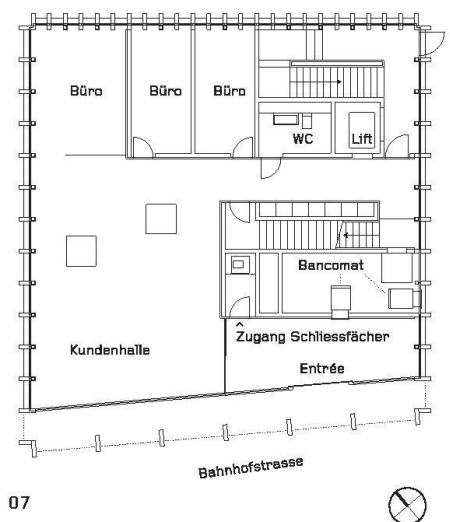 Büro
Büro
Büro
WC
Lift
Bancomat
Zugang Schliessfächer
Kundenhalle
Entrée
Bahnhofstrasse
07